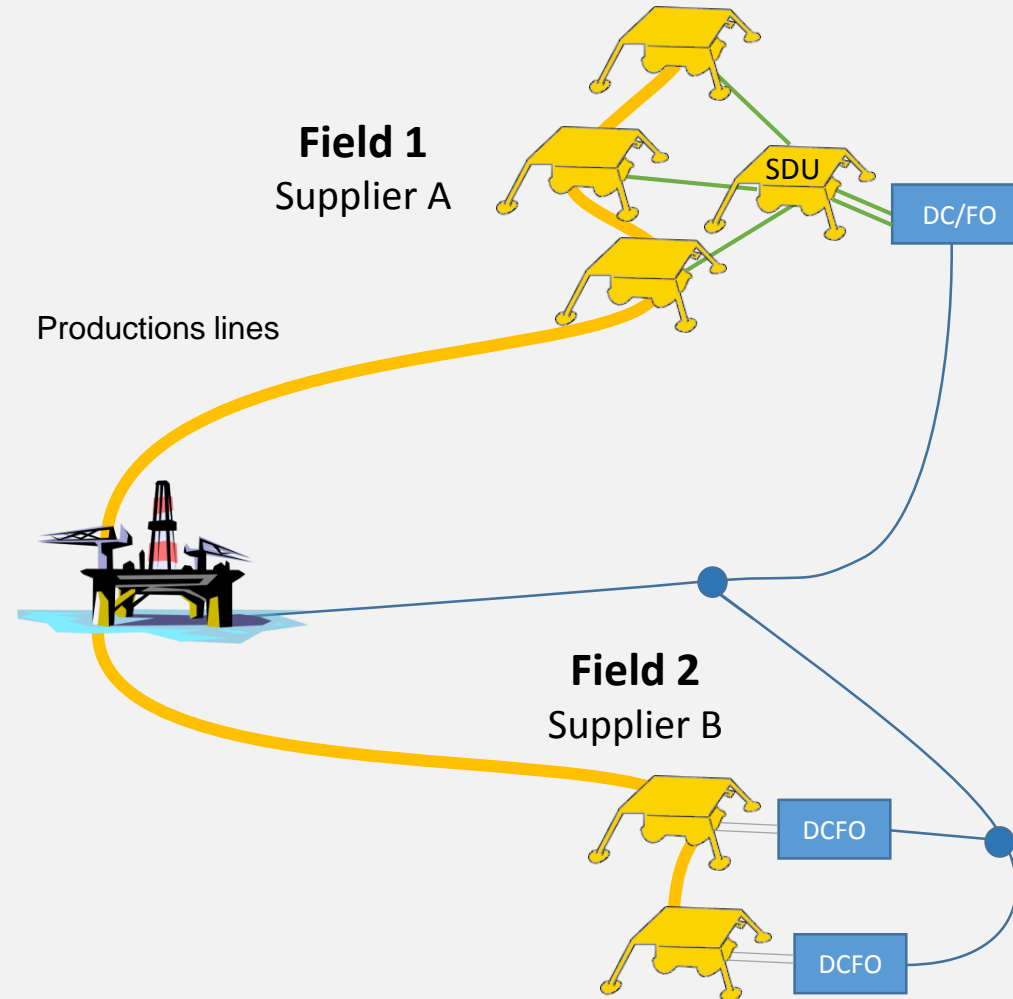 Field 1
Supplier A
SDU
DC/FO
Productions lines
Field 2
Supplier B
DCFO
DCFO